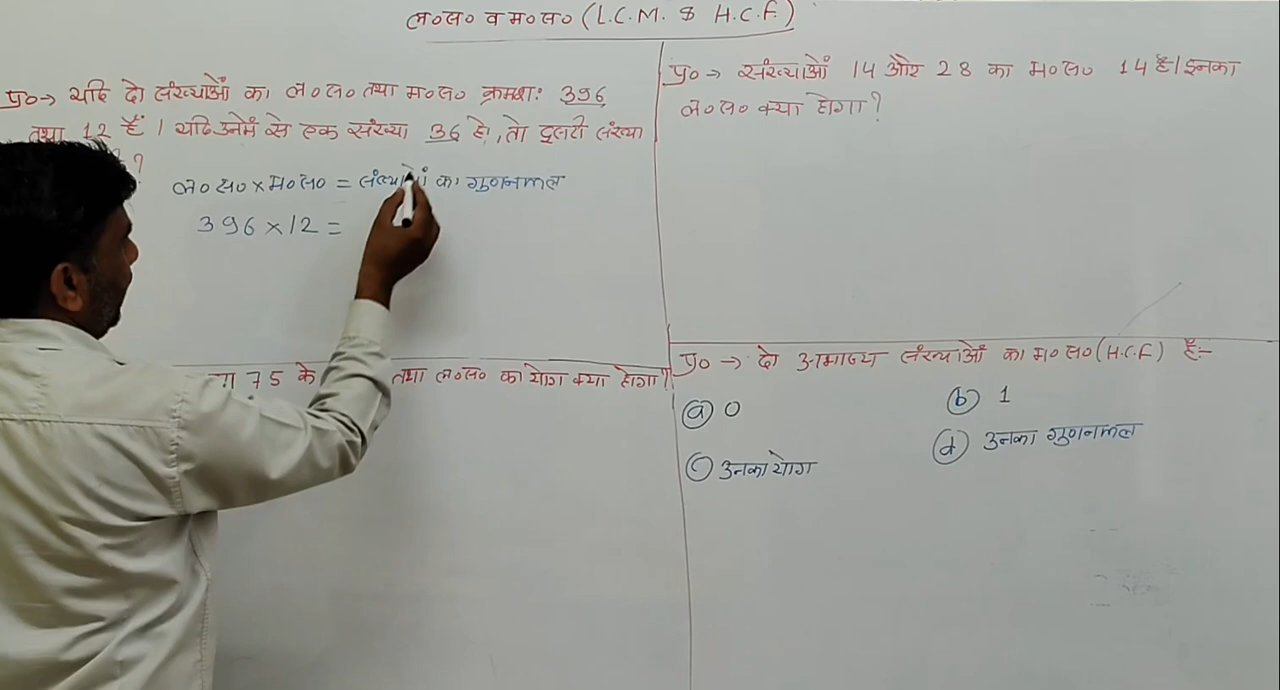 ल०स० व म०स० (L.C.M. & H.C.F.)
प्र०→ यदि दो संख्याओं का ल०स० तथा म०स० क्रमशः 396
तथा 12 हैं। यदि उनमें से एक संख्या 36 हो, तो दूसरी संख्या
?
ल०स० × म०स० = संख्याओं का गुणनफल
396 × 12 =
प्र०→ संख्याओं 14 और 28 का म०स० 14 है। इनका
ल०स० क्या होगा?
75 के तथा ल०स० का योग क्या होगा?
प्र०→ दो अभाज्य संख्याओं का म०स० (H.C.F) है:-
(a) 0 (b) 1
(c) उनका योग (d) उनका गुणनफल